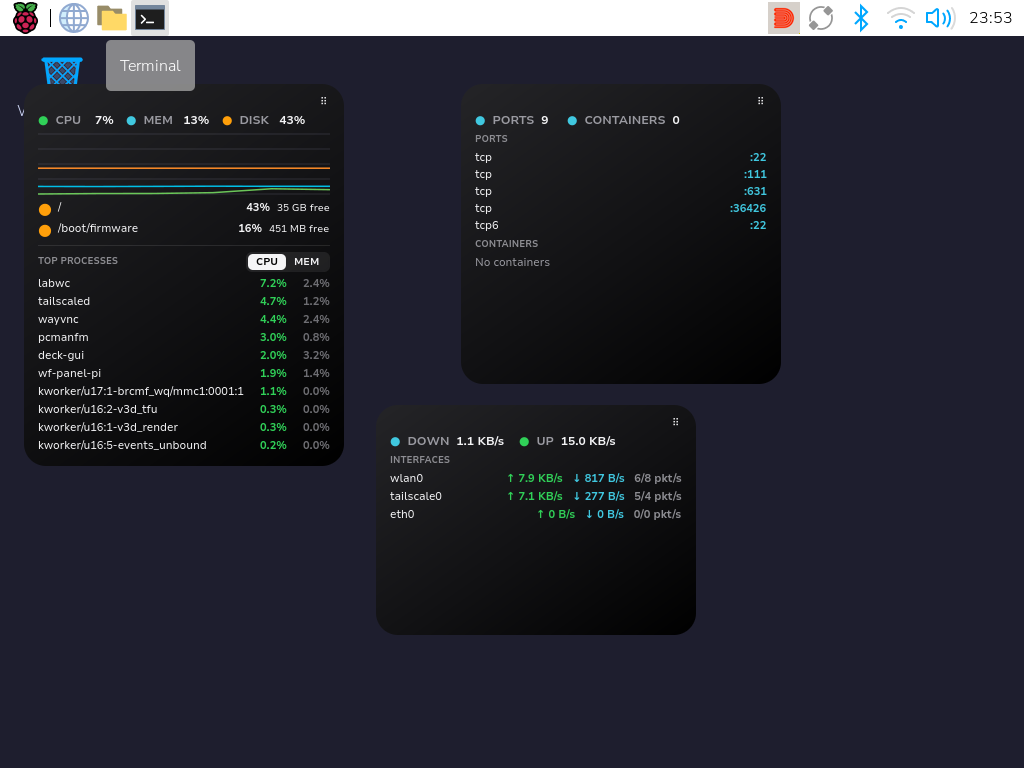 23:53
Terminal
CPU 7% MEM 13% DISK 43%
/ 43% 35 GB free
/boot/firmware 16% 451 MB free
TOP PROCESSES CPU MEM
labwc 7.2% 2.4%
tailscaled 4.7% 1.2%
wayvnc 4.4% 2.4%
pcmanfm 3.0% 0.8%
deck-gui 2.0% 3.2%
wf-panel-pi 1.9% 1.4%
kworker/u17:1-brcmf_wq/mmc1:0001:1 1.1% 0.0%
kworker/u16:2-v3d_tfu 0.3% 0.0%
kworker/u16:1-v3d_render 0.3% 0.0%
kworker/u16:5-events_unbound 0.2% 0.0%
PORTS 9 CONTAINERS 0
PORTS
tcp :22
tcp :111
tcp :631
tcp :36426
tcp6 :22
CONTAINERS
No containers
DOWN 1.1 KB/s UP 15.0 KB/s
INTERFACES
wlan0 ↑ 7.9 KB/s ↓ 817 B/s 6/8 pkt/s
tailscale0 ↑ 7.1 KB/s ↓ 277 B/s 5/4 pkt/s
eth0 ↑ 0 B/s ↓ 0 B/s 0/0 pkt/s